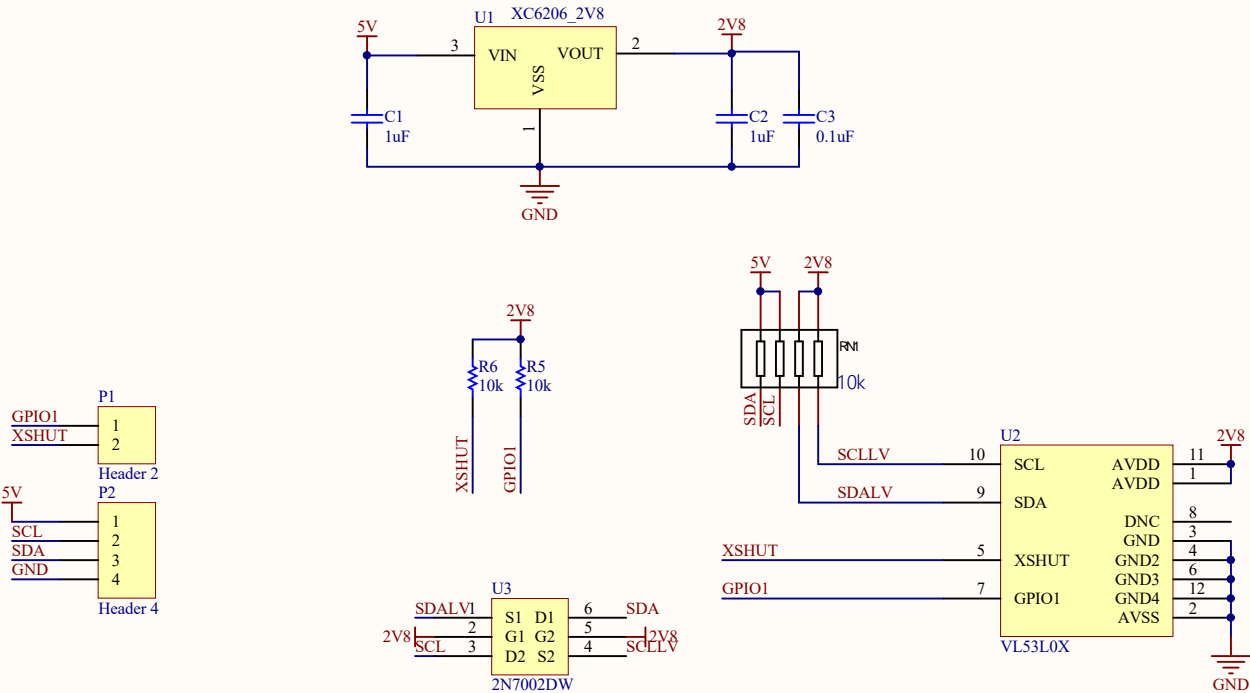 5V
U1 XC6206_2V8
2V8
3 VIN VOUT 2
VSS
1
C1
1uF
C2
1uF
C3
0.1uF
GND
5V 2V8
RN1
10k
SDA
SCL
2V8
R6
10k
R5
10k
XSHUT
GPIO1
P1
GPIO1 1
XSHUT 2
Header 2
P2
5V
1
SCL 2
SDA 3
GND 4
Header 4
U3
SDALV 1 S1 D1 6 SDA
2V8 2 G1 G2 5 2V8
SCL 3 D2 S2 4 SCLLV
2N7002DW
U2
2V8
SCLLV 10 SCL AVDD 11
AVDD 1
SDALV 9 SDA
DNC 8
GND 3
XSHUT 5 XSHUT GND2 4
GND3 6
GPIO1 7 GPIO1 GND4 12
AVSS 2
VL53L0X
GND